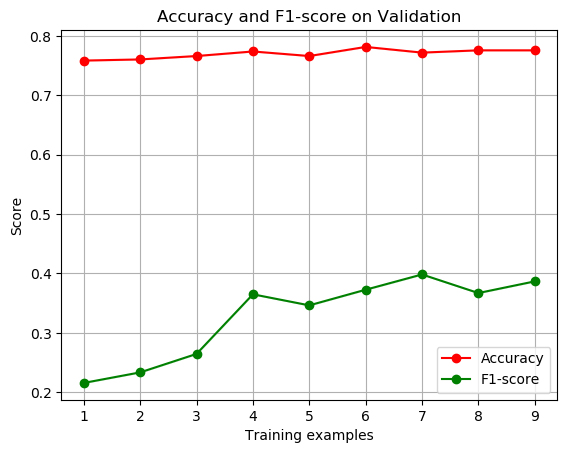 Accuracy and F1-score on Validation
0.8
0.7
0.6
0.5
0.4
0.3
0.2
Score
Accuracy
F1-score
1 2 3 4 5 6 7 8 9
Training examples